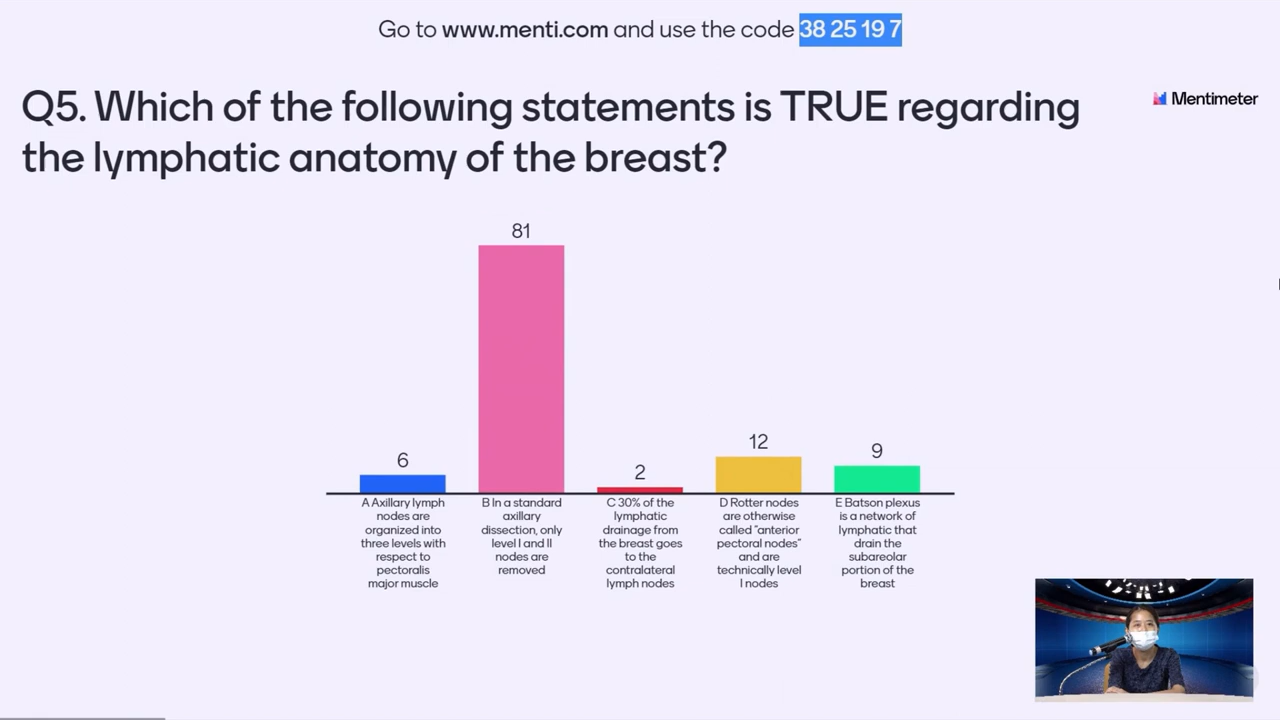 Go to www.menti.com and use the code 38 25 19 7
Q5. Which of the following statements is TRUE regarding
the lymphatic anatomy of the breast?
Mentimeter
6
81
2
12
9
A Axillary lymph
nodes are
organized into
three levels with
respect to
pectoralis
major muscle
B In a standard
axillary
dissection, only
level I and II
nodes are
removed
C 30% of the
lymphatic
drainage from
the breast goes
to the
contralateral
lymph nodes
D Rotter nodes
are otherwise
called "anterior
pectoral nodes"
and are
technically level
I nodes
E Batson plexus
is a network of
lymphatic that
drain the
subareolar
portion of the
breast